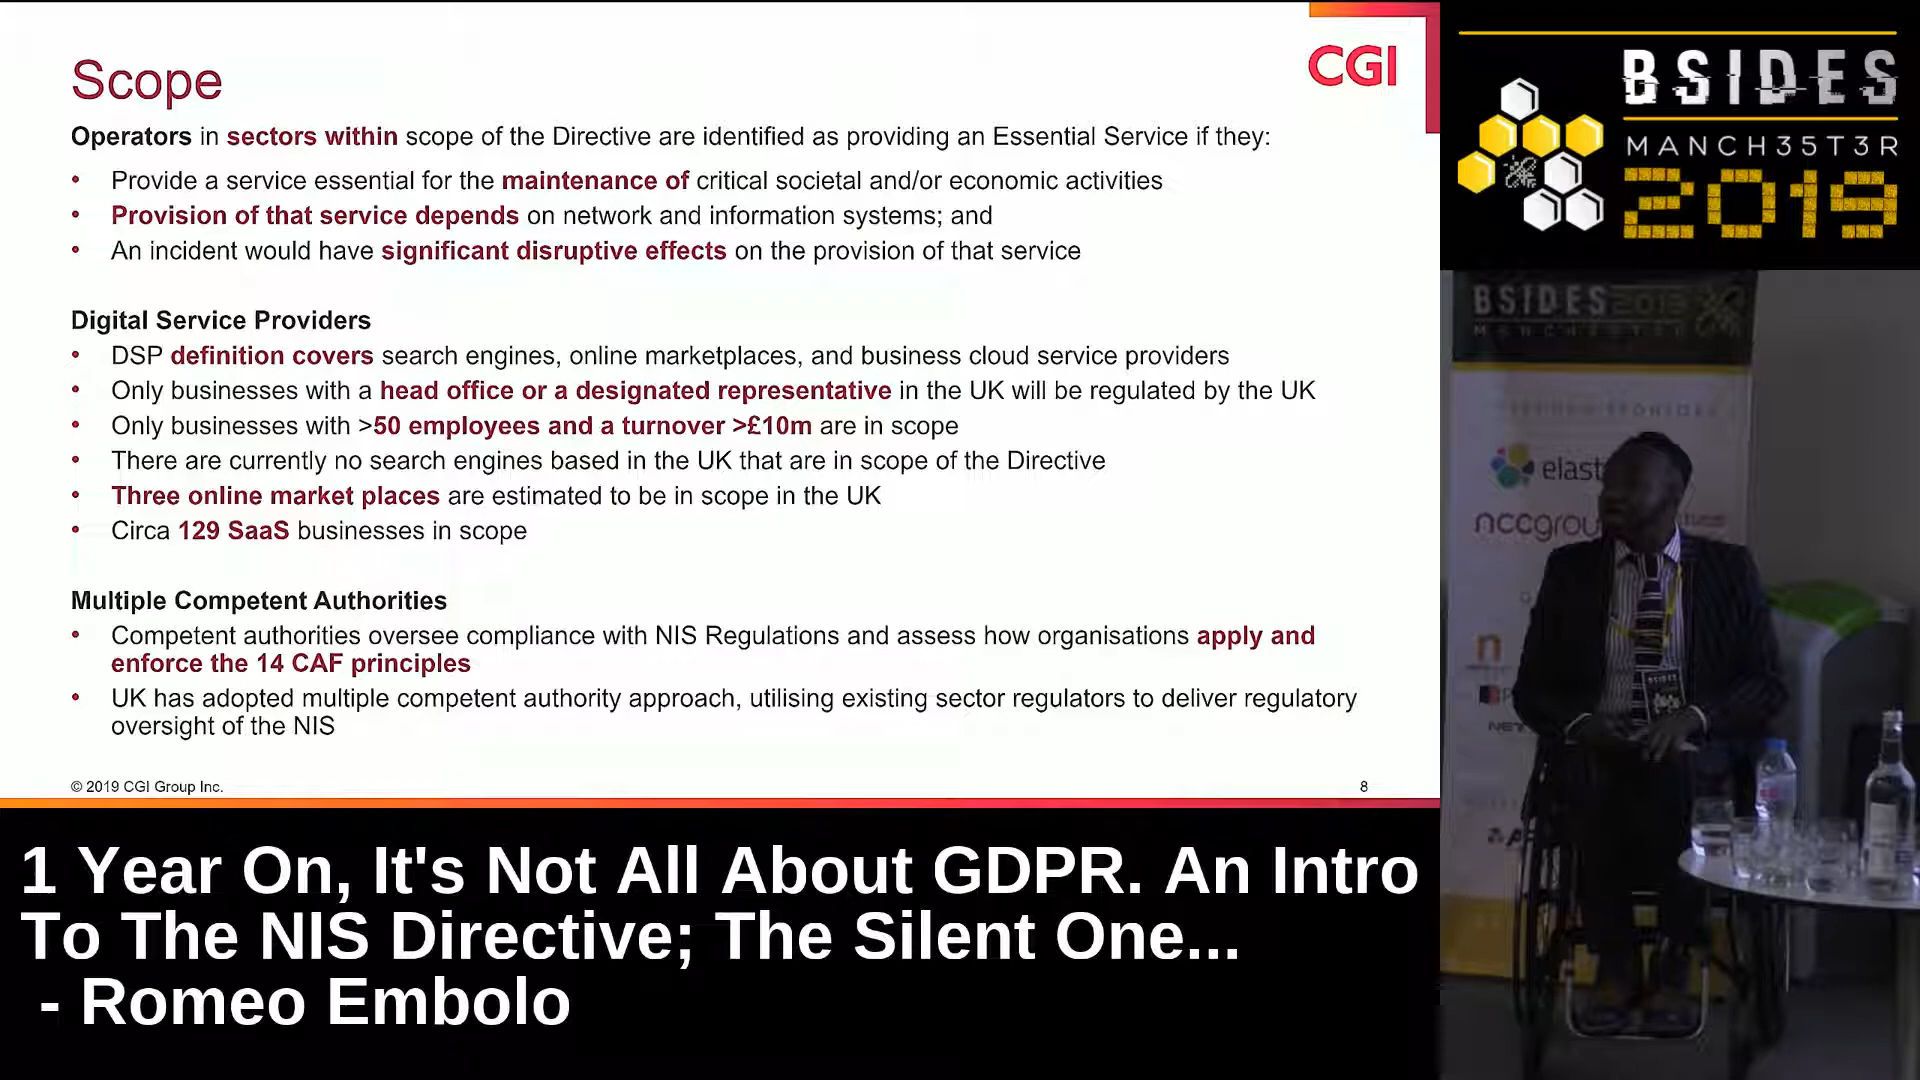 Scope
CGI
Operators in sectors within scope of the Directive are identified as providing an Essential Service if they:
• Provide a service essential for the maintenance of critical societal and/or economic activities
• Provision of that service depends on network and information systems; and
• An incident would have significant disruptive effects on the provision of that service
Digital Service Providers
• DSP definition covers search engines, online marketplaces, and business cloud service providers
• Only businesses with a head office or a designated representative in the UK will be regulated by the UK
• Only businesses with >50 employees and a turnover >£10m are in scope
• There are currently no search engines based in the UK that are in scope of the Directive
• Three online market places are estimated to be in scope in the UK
• Circa 129 SaaS businesses in scope
Multiple Competent Authorities
• Competent authorities oversee compliance with NIS Regulations and assess how organisations apply and
enforce the 14 CAF principles
• UK has adopted multiple competent authority approach, utilising existing sector regulators to deliver regulatory
oversight of the NIS
© 2019 CGI Group Inc.
8
1 Year On, It's Not All About GDPR. An Intro
To The NIS Directive; The Silent One...
- Romeo Embolo
BSIDES
MANCH35T3R
2019
BSIDES 2019
elast
nccgrou
BSIDES